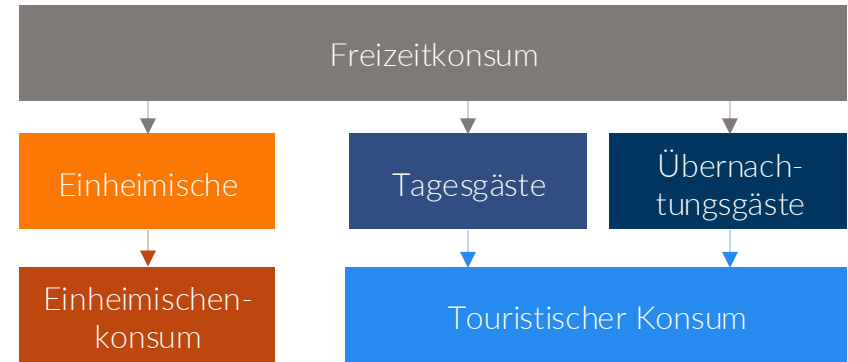 Freizeitkonsum
Einheimische
Tagesgäste
Übernach-
tungsgäste
Einheimischen-
konsum
Touristischer Konsum